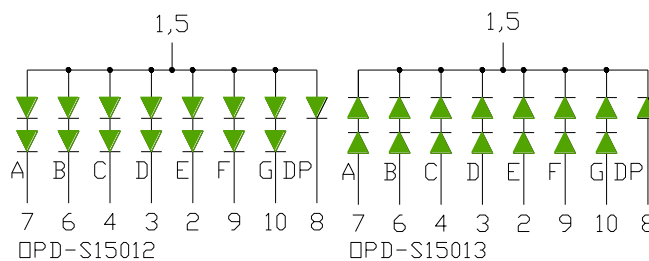 1,5 1,5
A B C D E F G DP A B C D E F G DP
7 6 4 3 2 9 10 8 7 6 4 3 2 9 10 8
OPD-S15012 OPD-S15013